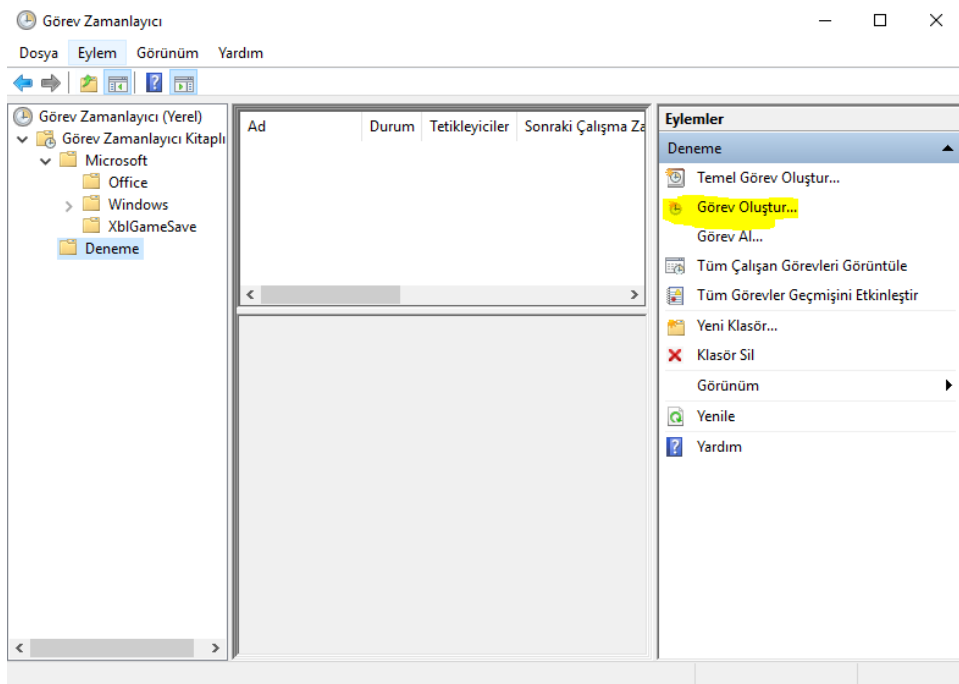 Görev Zamanlayıcı
Dosya Eylem Görünüm Yardım
Görev Zamanlayıcı (Yerel)
Görev Zamanlayıcı Kitaplı
Microsoft
Office
Windows
XblGameSave
Deneme
Ad Durum Tetikleyiciler Sonraki Çalışma Za
Eylemler
Deneme
Temel Görev Oluştur...
Görev Oluştur...
Görev Al...
Tüm Çalışan Görevleri Görüntüle
Tüm Görevler Geçmişini Etkinleştir
Yeni Klasör...
Klasör Sil
Görünüm
Yenile
Yardım